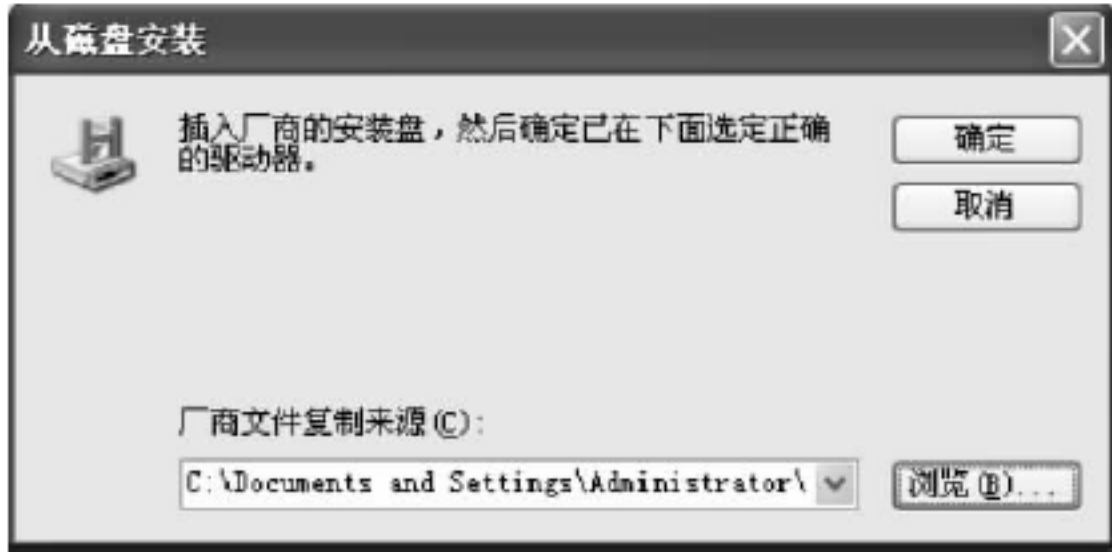 从磁盘安装
插入厂商的安装盘，然后确定已在下面选定正确
的驱动器。
确定
取消
厂商文件复制来源(C):
C:\Documents and Settings\Administrator\
浏览(B)...